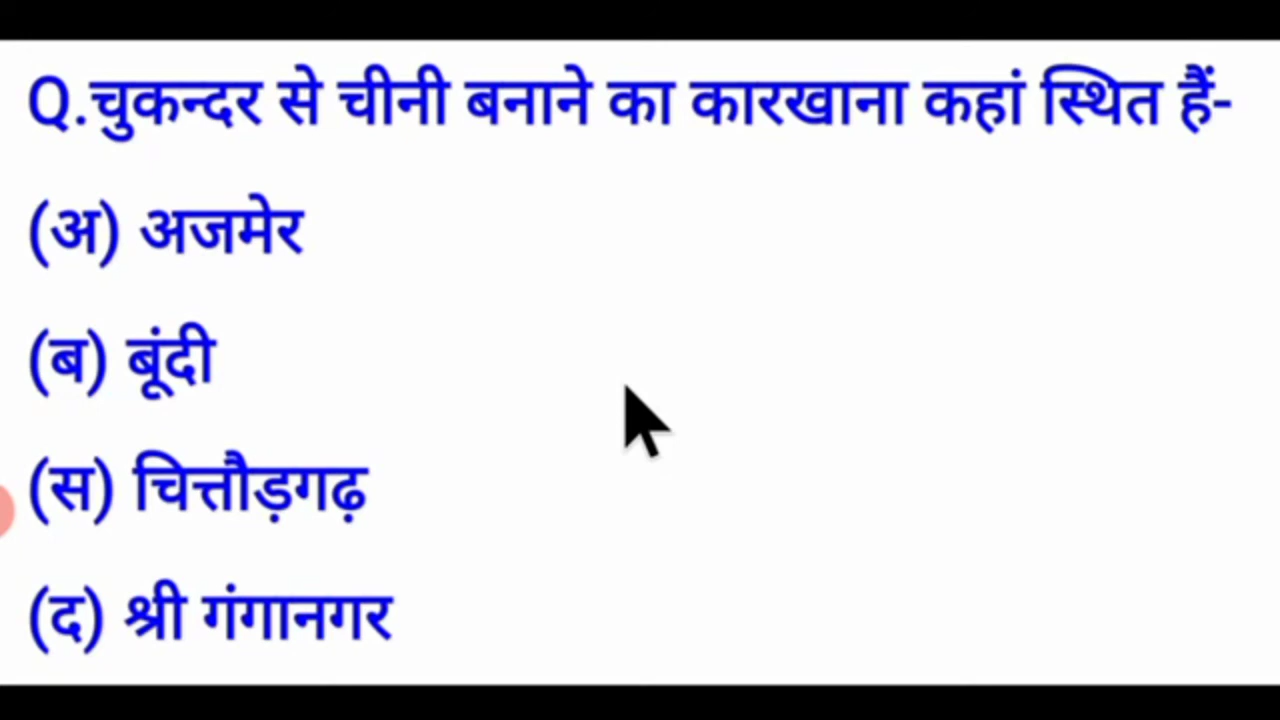 Q.चुकन्दर से चीनी बनाने का कारखाना कहां स्थित हैं-
(अ) अजमेर
(ब) बूंदी
(स) चित्तौड़गढ़
(द) श्री गंगानगर